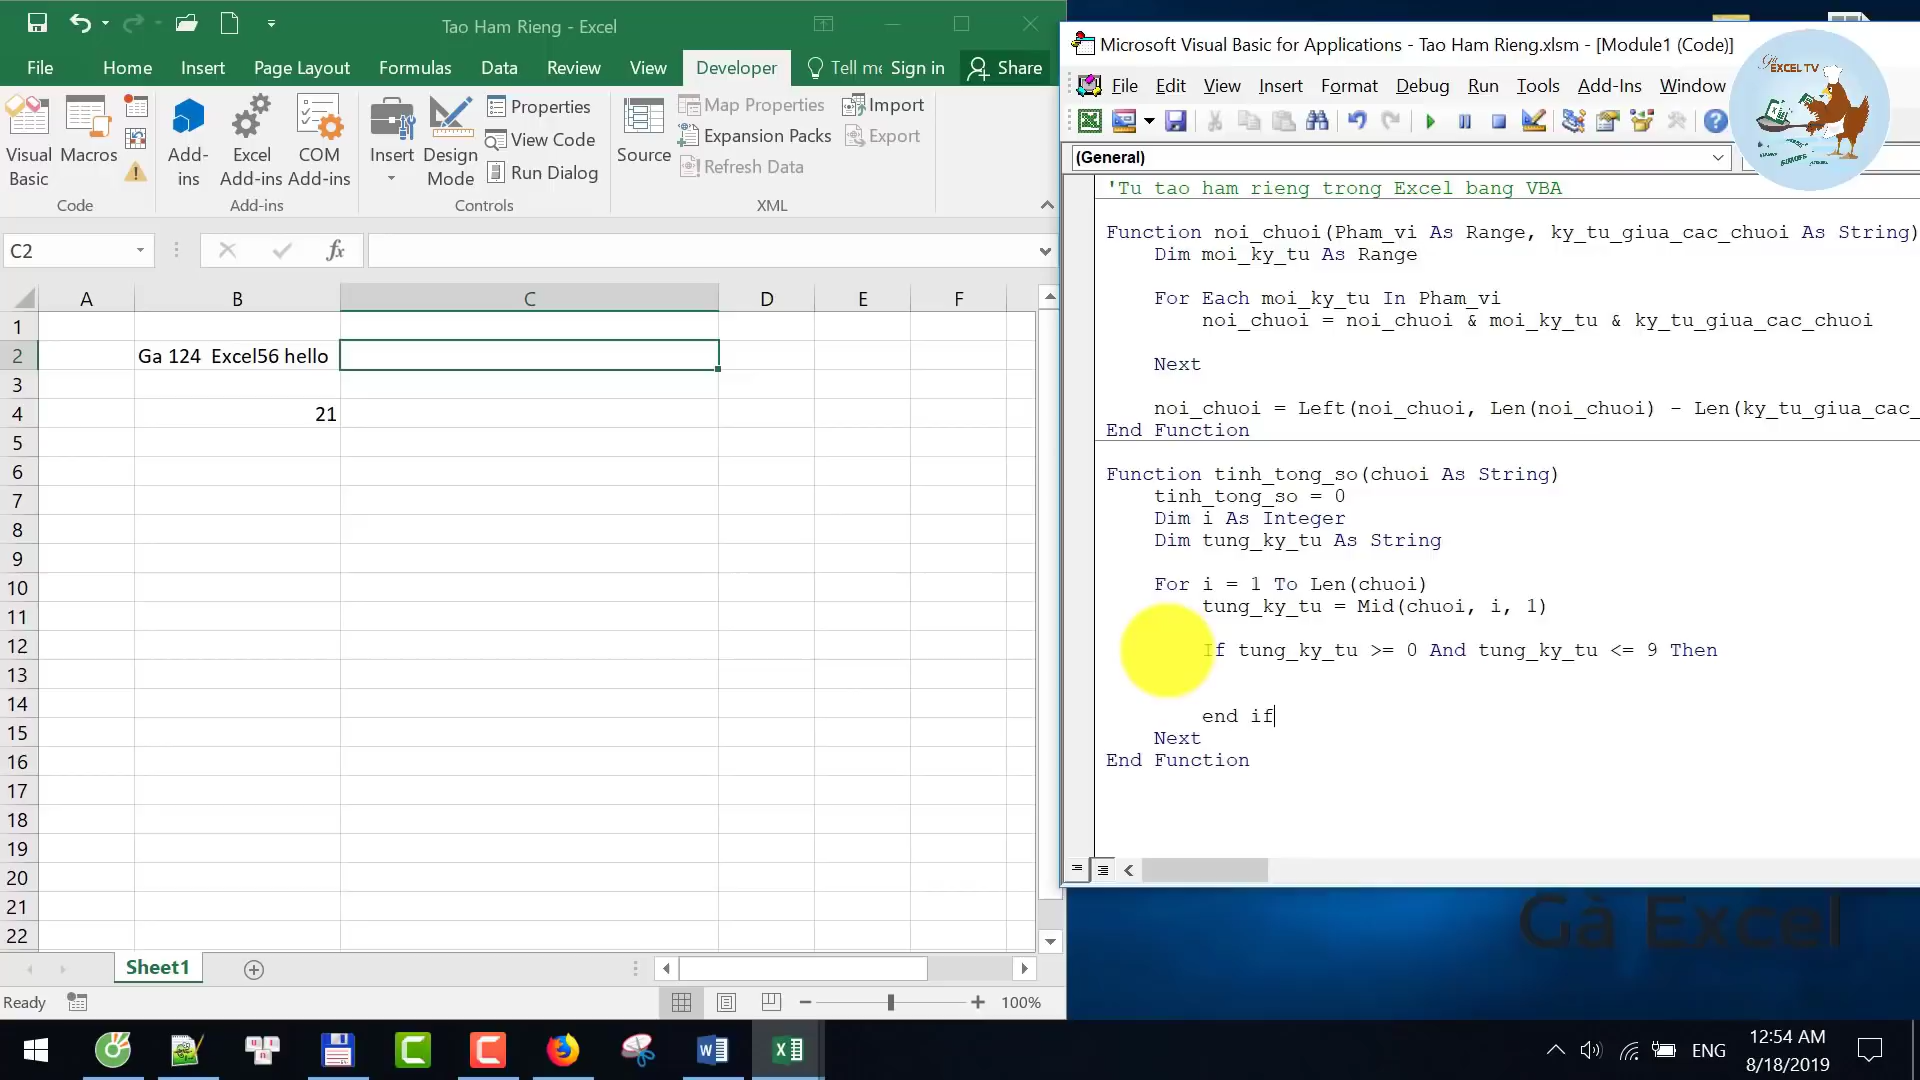 Tao Ham Rieng - Excel
File
Home
Insert
Page Layout
Formulas
Data
Review
View
Developer
Tell me
Sign in
Share
Visual Basic
Macros
Add-ins
Excel Add-ins
COM Add-ins
Insert
Design Mode
Properties
View Code
Run Dialog
Source
Map Properties
Expansion Packs
Refresh Data
Import
Export
Code
Add-ins
Controls
XML
C2
fx
A B C D E F
1
2 Ga 124  Excel56 hello
3
4 21
5
6
7
8
9
10
11
12
13
14
15
16
17
18
19
20
21
22
Sheet1
Ready
100%
Microsoft Visual Basic for Applications - Tao Ham Rieng.xlsm - [Module1 (Code)]
File Edit View Insert Format Debug Run Tools Add-Ins Window
EXCEL TV
(General)
'Tu tao ham rieng trong Excel bang VBA
Function noi_chuoi(Pham_vi As Range, ky_tu_giua_cac_chuoi As String)
Dim moi_ky_tu As Range
For Each moi_ky_tu In Pham_vi
noi_chuoi = noi_chuoi & moi_ky_tu & ky_tu_giua_cac_chuoi
Next
noi_chuoi = Left(noi_chuoi, Len(noi_chuoi) - Len(ky_tu_giua_cac_
End Function
Function tinh_tong_so(chuoi As String)
tinh_tong_so = 0
Dim i As Integer
Dim tung_ky_tu As String
For i = 1 To Len(chuoi)
tung_ky_tu = Mid(chuoi, i, 1)
If tung_ky_tu >= 0 And tung_ky_tu <= 9 Then
end if
Next
End Function
Gà Excel
ENG
12:54 AM
8/18/2019